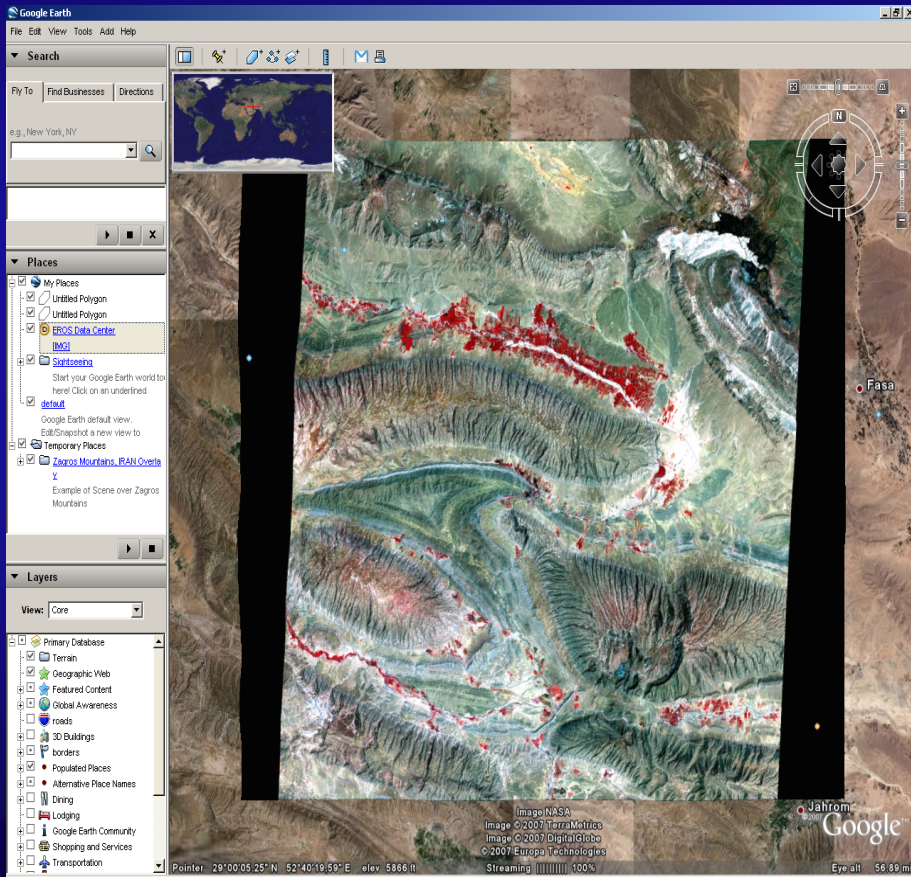 Google Earth
File Edit View Tools Add Help
Search
Fly To Find Businesses Directions
e.g., New York, NY
Places
My Places
Untitled Polygon
Untitled Polygon
EROS Data Center
[IMG]
Sightseeing
Start your Google Earth world tou
here! Click on an underlined
default
Google Earth default view.
Edit/Snapshot a new view to
Temporary Places
Zagros Mountains, IRAN Overla
y
Example of Scene over Zagros
Mountains
Layers
View: Core
Primary Database
Terrain
Geographic Web
Featured Content
Global Awareness
roads
3D Buildings
borders
Populated Places
Alternative Place Names
Dining
Lodging
Google Earth Community
Shopping and Services
Transportation
N
Fasa
Jahrom
©2007 Google™
Image NASA
Image © 2007 TerraMetrics
Image © 2007 DigitalGlobe
© 2007 Europa Technologies
Pointer 29°00'05.25" N 52°40'19.59" E elev 5866 ft Streaming |||||||||| 100% Eye alt 56.89 mi